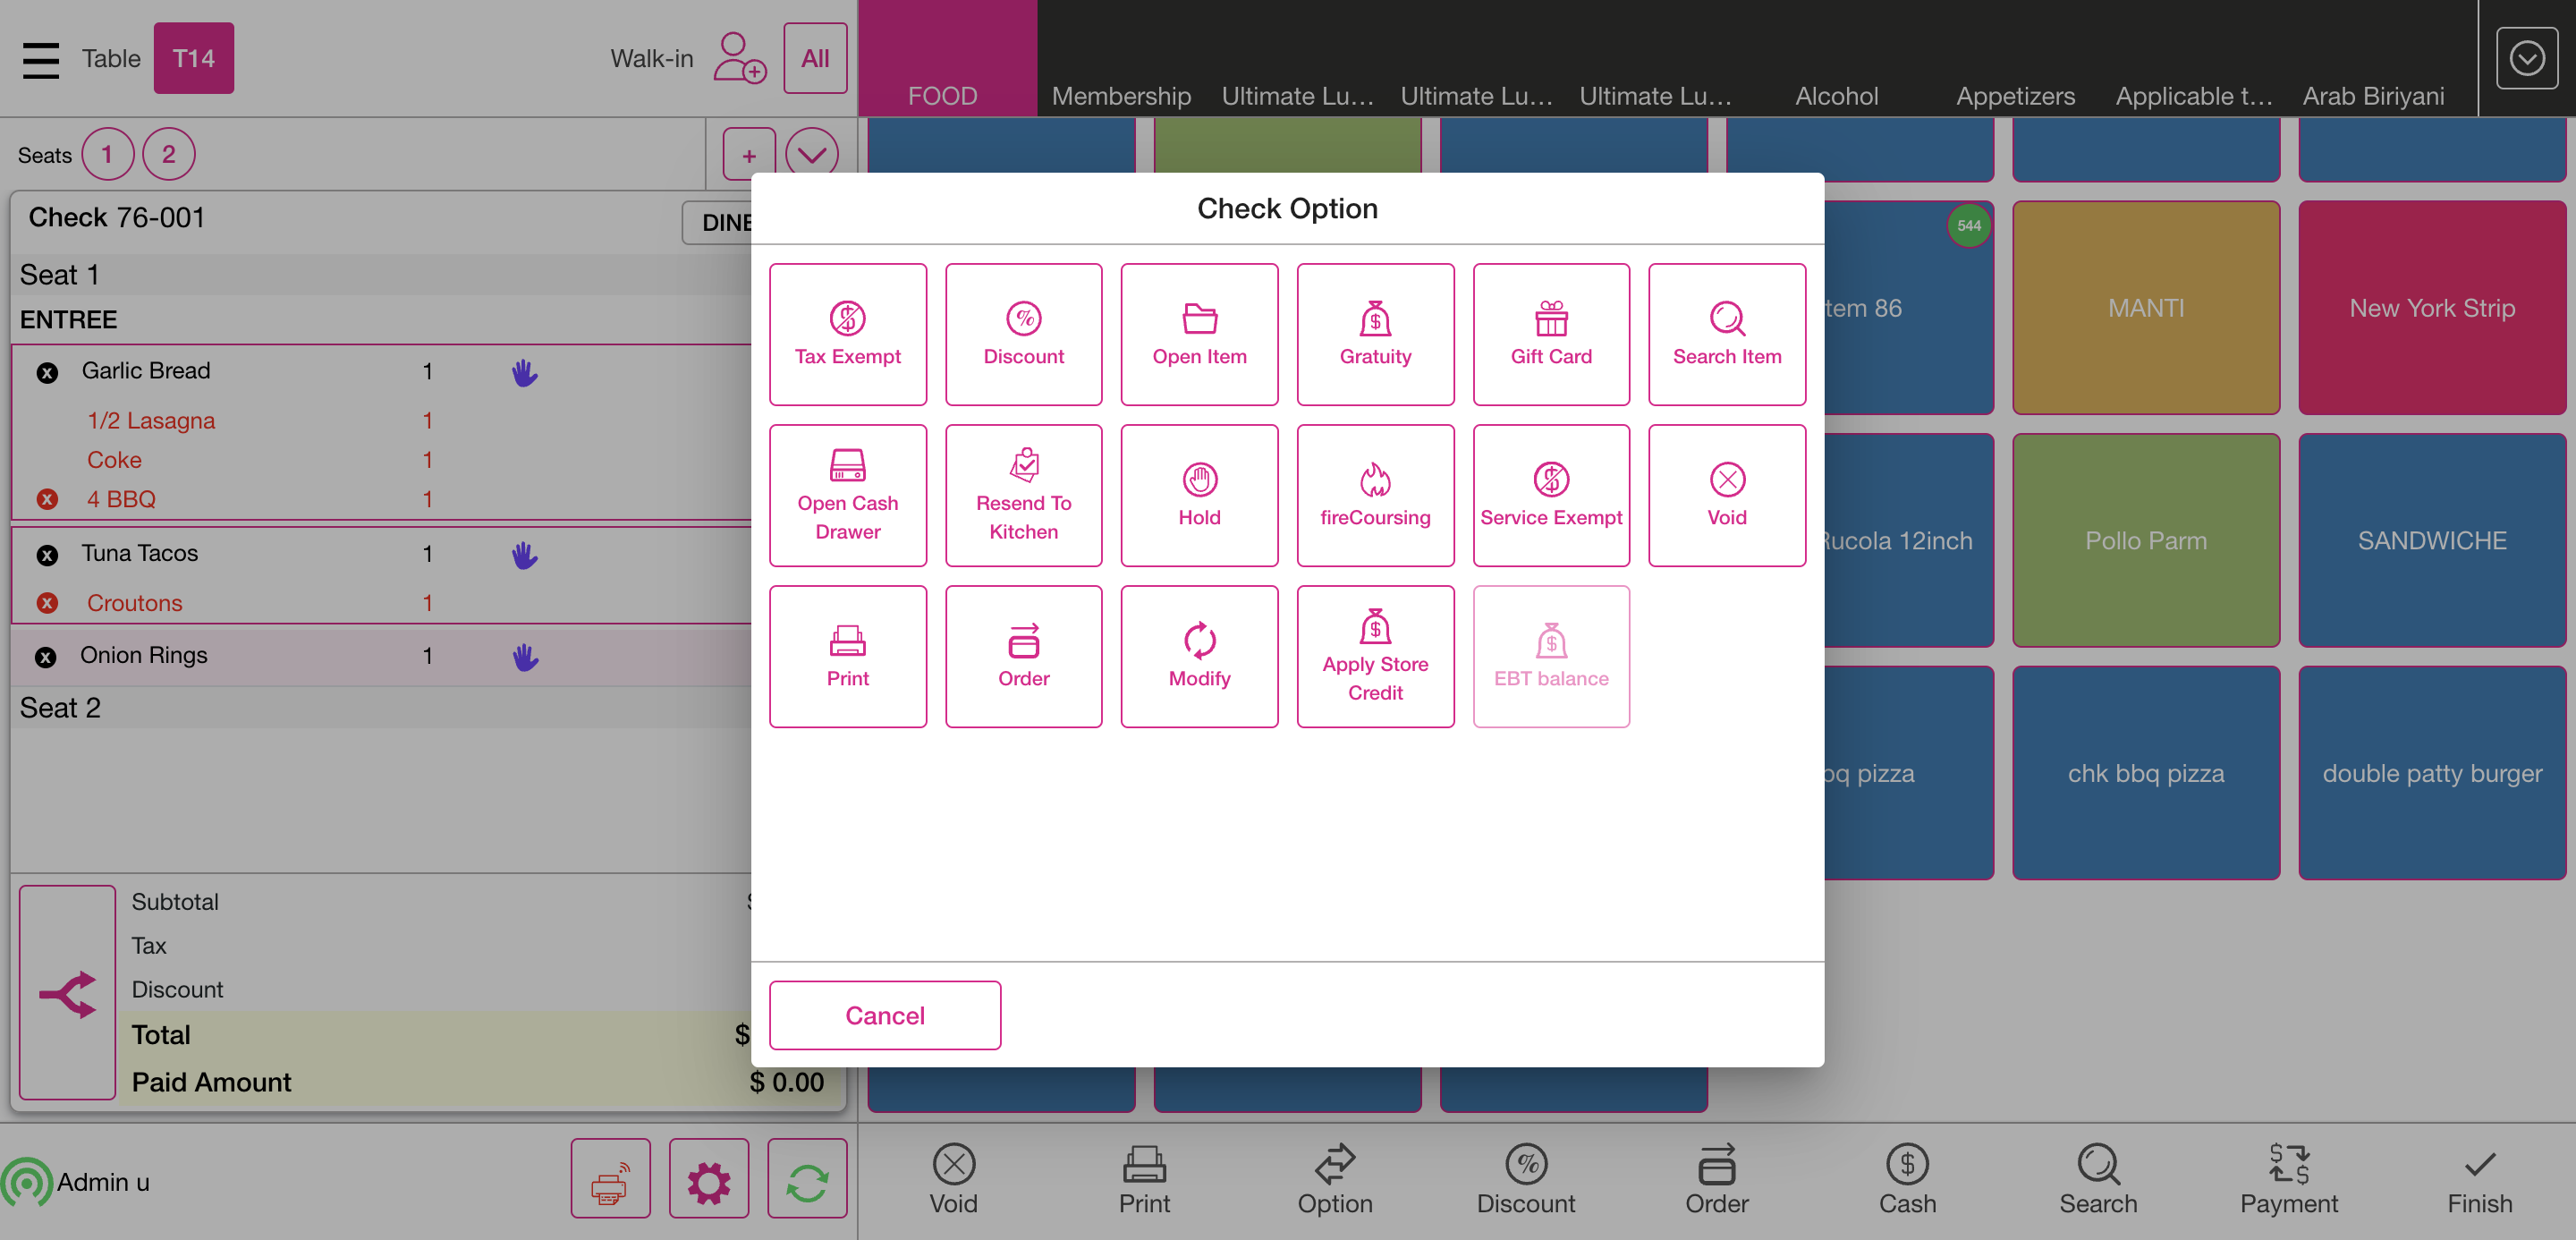 Table T14 Walk-in All
FOOD Membership Ultimate Lu... Ultimate Lu... Ultimate Lu... Alcohol Appetizers Applicable t... Arab Biriyani
Seats 1 2 +
Check 76-001
Seat 1
ENTREE
Garlic Bread 1
1/2 Lasagna 1
Coke 1
4 BBQ 1
Tuna Tacos 1
Croutons 1
Onion Rings 1
Seat 2
Subtotal
Tax
Discount
Total $
Paid Amount $ 0.00
Admin u
Check Option
Tax Exempt
Discount
Open Item
Gratuity
Gift Card
Search Item
Open Cash
Drawer
Resend To
Kitchen
Hold
fireCoursing
Service Exempt
Void
Print
Order
Modify
Apply Store
Credit
EBT balance
Cancel
544
86
MANTI
New York Strip
12inch
Pollo Parm
SANDWICHE
pizza
chk bbq pizza
double patty burger
Void Print Option Discount Order Cash Search Payment Finish